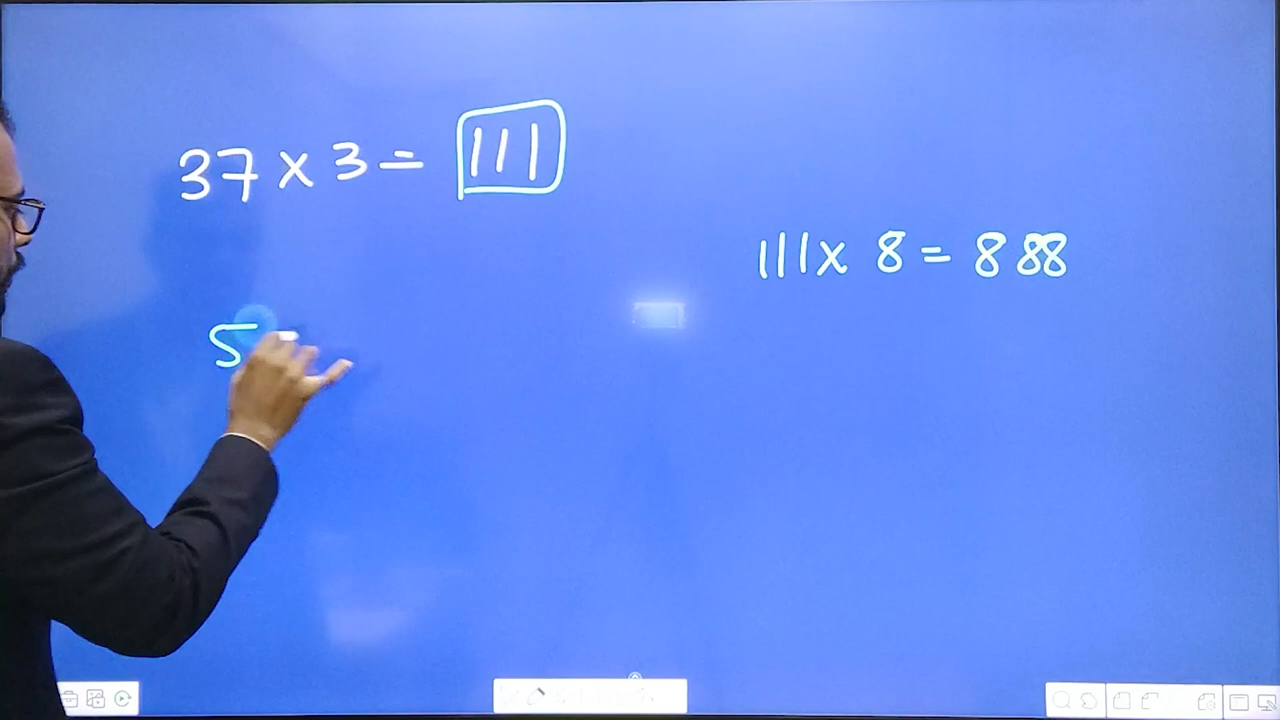 37 x 3 = 111
111 x 8 = 888
5